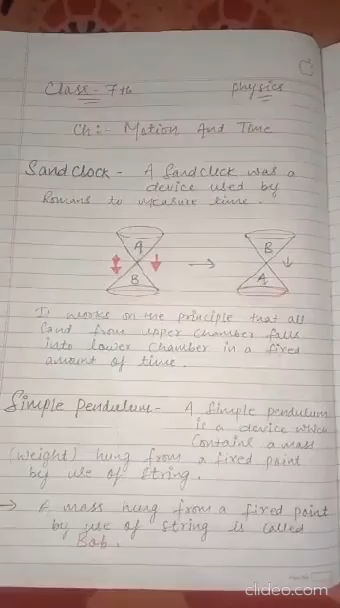 Class - 7th
physics
Ch:- Motion And Time
Sand Clock - A Sand clock was a
device used by
Romans to measure time.
A
B
B
A
It works on the principle that all
sand from upper chamber falls
into lower chamber in a fixed
amount of time.
Simple Pendulum - A simple pendulum
is a device which
contains a mass
(weight) hung from a fixed point
by use of string.
→ A mass hung from a fixed point
by use of string is called
Bob.
clideo.com